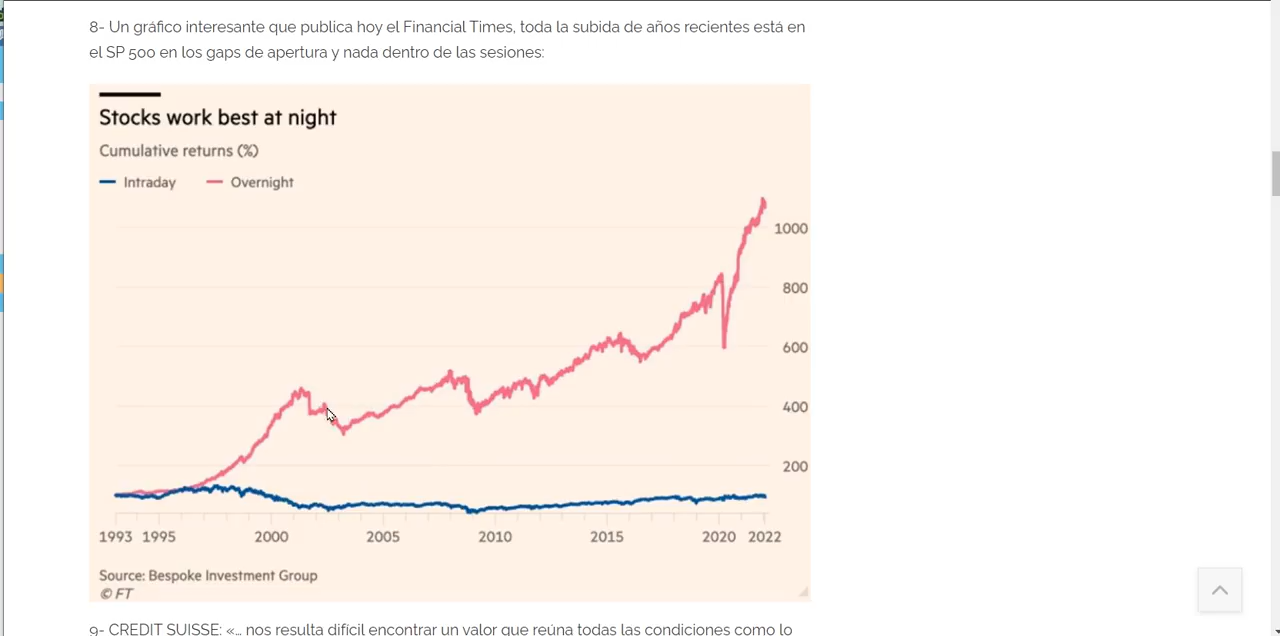 8- Un gráfico interesante que publica hoy el Financial Times, toda la subida de años recientes está en
el SP 500 en los gaps de apertura y nada dentro de las sesiones:
Stocks work best at night
Cumulative returns (%)
Intraday Overnight
1000
800
600
400
200
1993 1995 2000 2005 2010 2015 2020 2022
Source: Bespoke Investment Group
© FT
9- CREDIT SUISSE: «… nos resulta difícil encontrar un valor que reúna todas las condiciones como lo